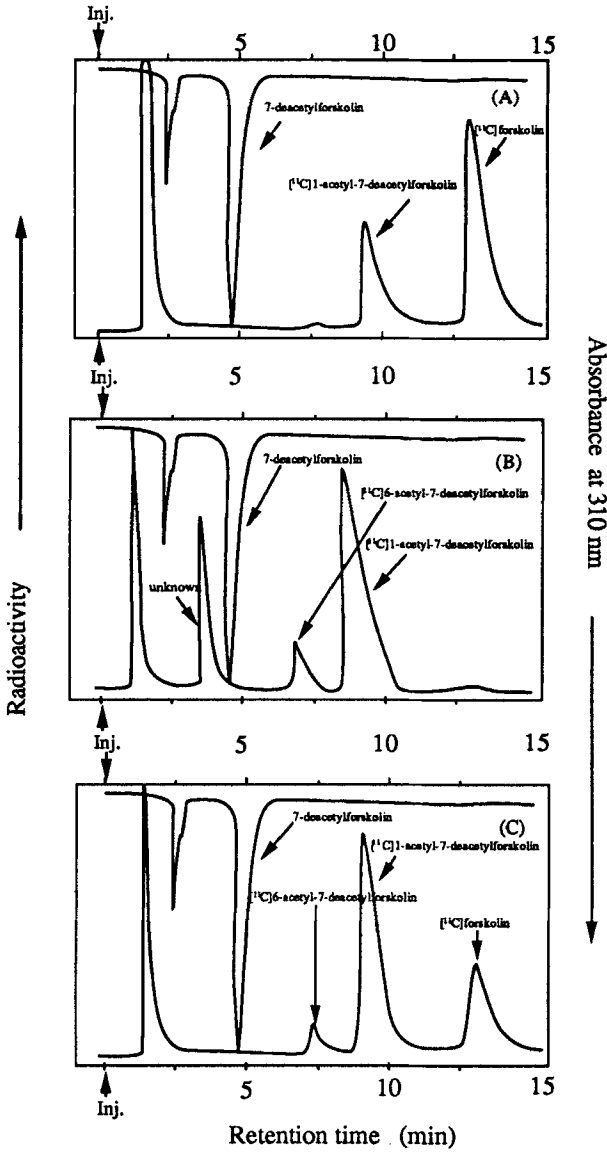 Inj.
5
10
15
(A)
7-deacetylforskolin
[¹¹C]forskolin
[¹¹C]1-acetyl-7-deacetylforskolin
Inj.
5
10
15
(B)
7-deacetylforskolin
[¹¹C]6-acetyl-7-deacetylforskolin
[¹¹C]1-acetyl-7-deacetylforskolin
unknown
Inj.
5
10
15
(C)
7-deacetylforskolin
[¹¹C]1-acetyl-7-deacetylforskolin
[¹¹C]6-acetyl-7-deacetylforskolin
[¹¹C]forskolin
Inj.
5
10
15
Retention time (min)
Radioactivity
Absorbance at 310 nm